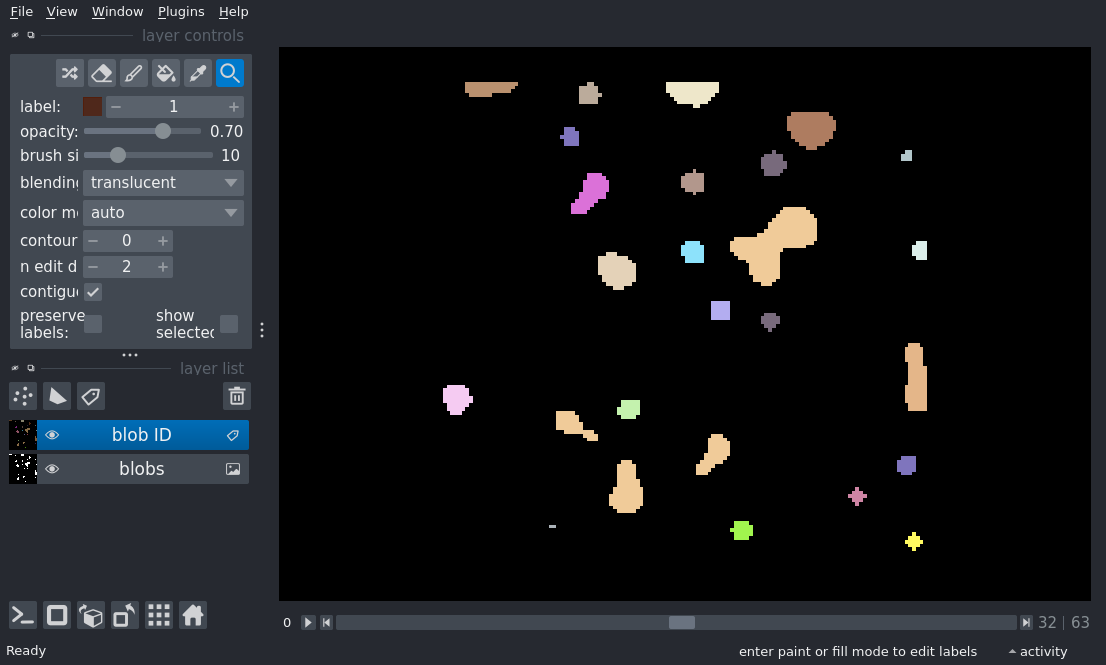 File View Window Plugins Help
layer controls
label: 1
opacity: 0.70
brush si 10
blending translucent
color m auto
contour 0
n edit d 2
contigu
preserve labels: show selected
layer list
blob ID
blobs
0 32 | 63
Ready enter paint or fill mode to edit labels activity